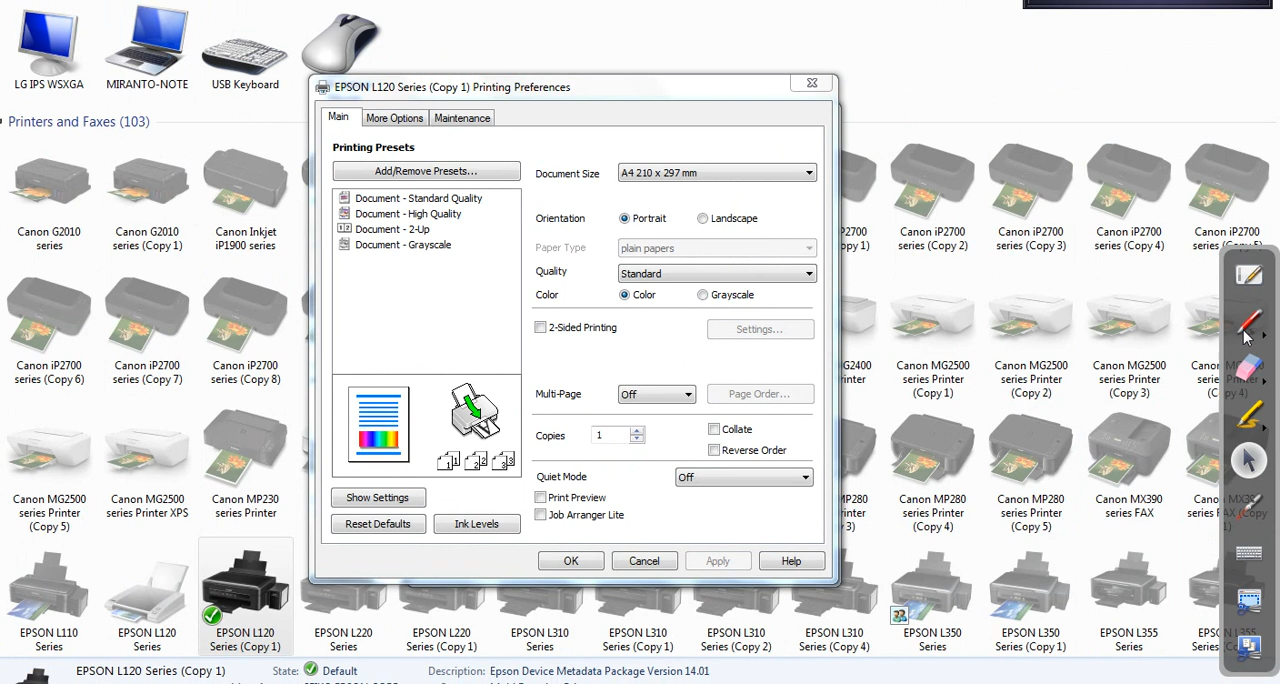 LG IPS WSXGA
MIRANTO-NOTE
USB Keyboard
EPSON L120 Series (Copy 1) Printing Preferences
Printers and Faxes (103)
Main
More Options
Maintenance
Printing Presets
Add/Remove Presets...
Document - Standard Quality
Document - High Quality
Document - 2-Up
Document - Grayscale
Document Size
A4 210 x 297 mm
Orientation
Portrait
Landscape
Paper Type
plain papers
Quality
Standard
Color
Color
Grayscale
2-Sided Printing
Settings...
Multi-Page
Off
Page Order...
Copies
1
Collate
Reverse Order
Quiet Mode
Off
Print Preview
Job Arranger Lite
1
2
3
Show Settings
Reset Defaults
Ink Levels
OK
Cancel
Apply
Help
Canon G2010
series
Canon G2010
series (Copy 1)
Canon Inkjet
iP1900 series
Copy 1)
Canon iP2700
series (Copy 2)
Canon iP2700
series (Copy 3)
Canon iP2700
series (Copy 4)
Canon iP2700
Canon iP2700
series (Copy 6)
Canon iP2700
series (Copy 7)
Canon iP2700
series (Copy 8)
Canon MG2500
series Printer
(Copy 1)
Canon MG2500
series Printer
(Copy 2)
Canon MG2500
series Printer
(Copy 3)
Canon MG2500
series Printer
(Copy 5)
Canon MG2500
series Printer XPS
Canon MP230
series Printer
Canon MP280
series Printer
(Copy 4)
Canon MP280
series Printer
(Copy 5)
Canon MX390
series FAX
EPSON L110
Series
EPSON L120
Series
EPSON L120
Series (Copy 1)
EPSON L220
Series
EPSON L220
Series (Copy 1)
EPSON L310
Series
EPSON L310
Series (Copy 1)
EPSON L310
Series (Copy 2)
EPSON L310
Series (Copy 4)
EPSON L350
Series
EPSON L350
Series (Copy 1)
EPSON L355
Series
EPSON L120 Series (Copy 1)
State:
Default
Description:
Epson Device Metadata Package Version 14.01